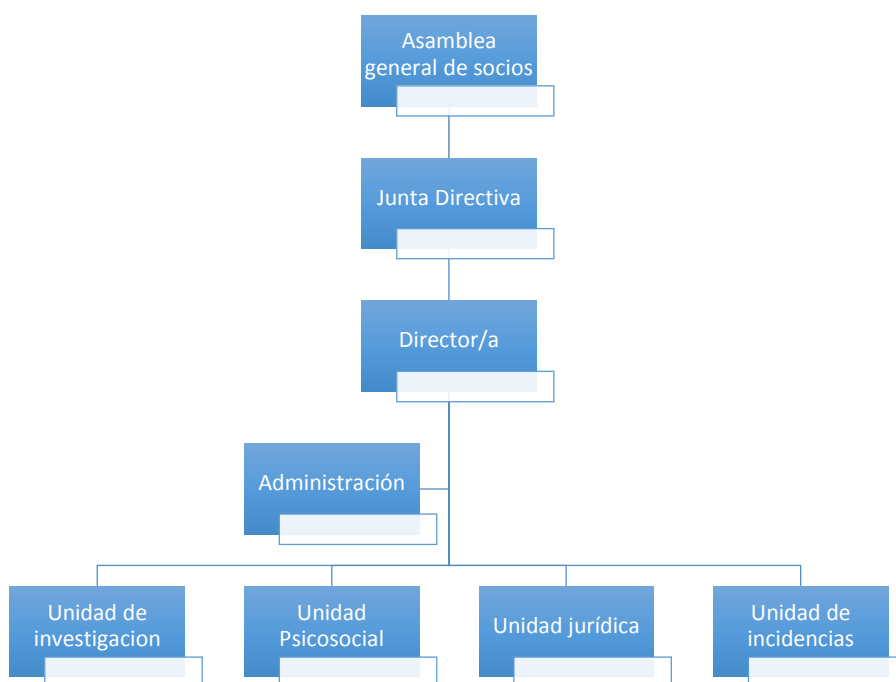 Asamblea
general de socios
Junta Directiva
Director/a
Administración
Unidad de
investigacion
Unidad
Psicosocial
Unidad jurídica
Unidad de
incidencias